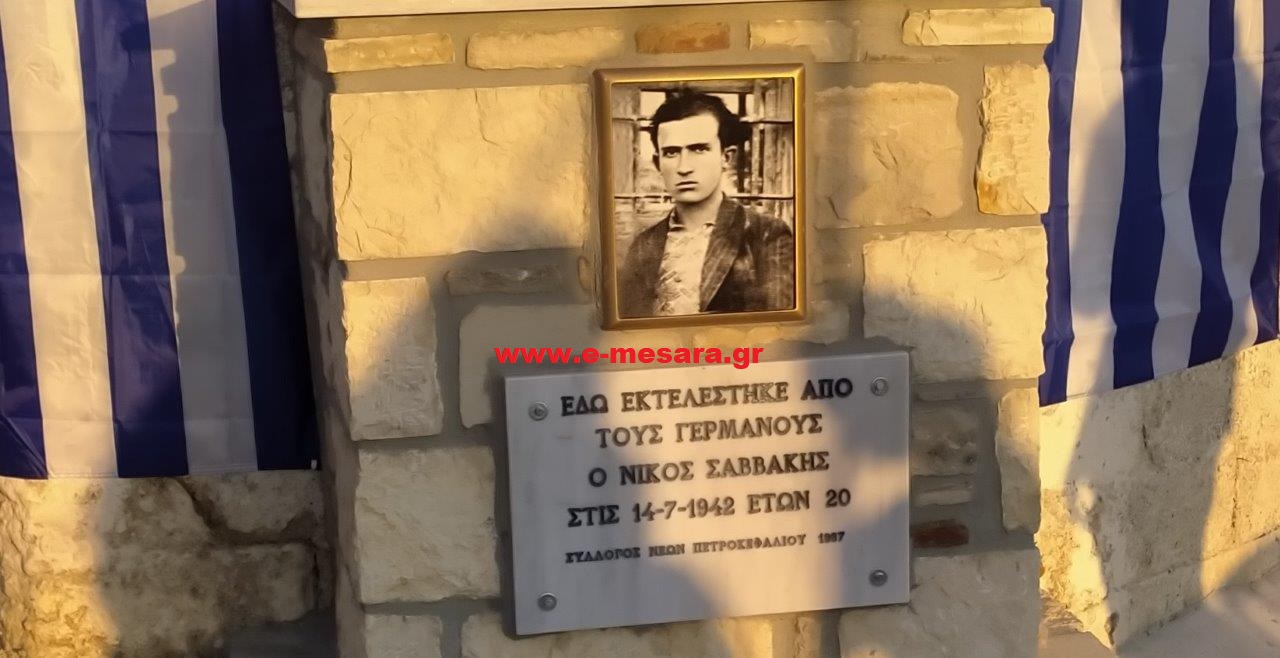 www.e-mesara.gr
ΕΔΩ ΕΚΤΕΛΕΣΤΗΚΕ ΑΠΟ
ΤΟΥΣ ΓΕΡΜΑΝΟΥΣ
Ο ΝΙΚΟΣ ΣΑΒΒΑΚΗΣ
ΣΤΙΣ 14-7-1942 ΕΤΩΝ 20
ΣΥΛΛΟΓΟΣ ΝΕΩΝ ΠΕΤΡΟΚΕΦΑΛΙΟΥ 1987